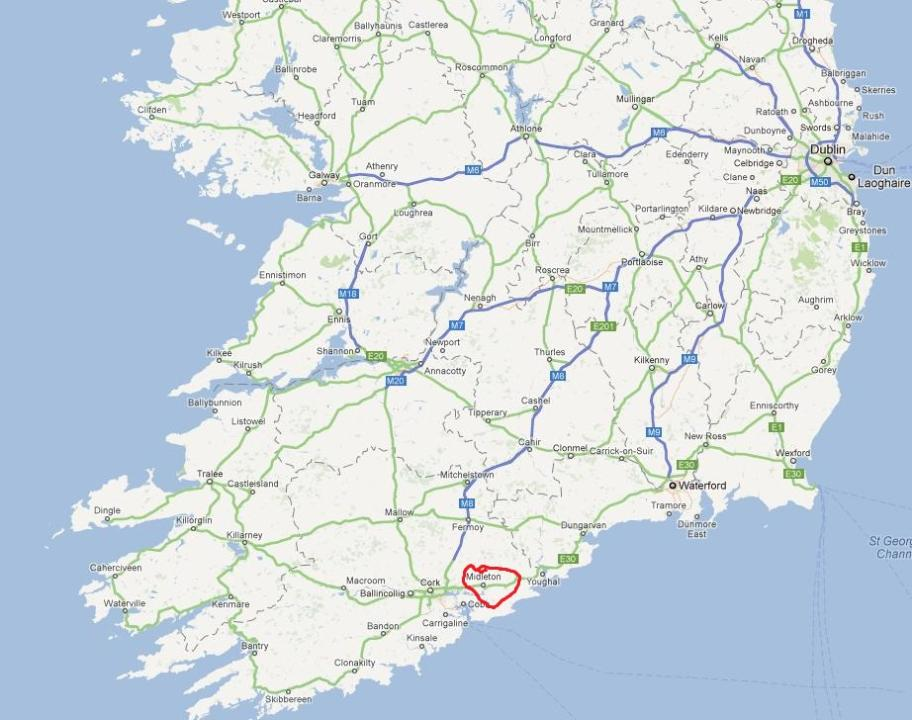 Westport
Castlebar
Ballyhaunis
Castlerea
Claremorris
Granard
Longford
Kells
M1
Drogheda
Navan
Roscommon
Ballinrobe
Balbriggan
Skerries
Tuam
Mullingar
Ratoath
Ashbourne
Clifden
Headford
Rush
Athlone
M6
Dunboyne
Swords
Malahide
Clara
Edenderry
Maynooth
Dublin
Athenry
M6
Celbridge
Galway
Oranmore
Tullamore
Clane
E20
M50
Dun
Laoghaire
Barna
Naas
Loughrea
Portarlington
Kildare
Newbridge
Bray
Mountmellick
Greystones
Gort
Birr
E1
Portlaoise
Athy
Wicklow
Ennistimon
Roscrea
M18
E20
M7
Nenagh
Aughrim
Ennis
M7
Carlow
Arklow
E201
Newport
Kilkee
Shannon
E20
Thurles
Kilkenny
M9
Kilrush
Annacotty
M8
Gorey
M20
Ballybunnion
Cashel
Listowel
Tipperary
Enniscorthy
E1
M9
Cahir
Clonmel
Carrick-on-Suir
New Ross
Wexford
E30
E30
Tralee
Mitchelstown
Castleisland
Waterford
Dingle
M8
Tramore
Mallow
Killorglin
Fermoy
Dungarvan
Dunmore
East
Killarney
St Georg
Chann
E30
Caherciveen
Midleton
Youghal
Macroom
Cork
Ballincollig
Waterville
Kenmare
Cob
Carrigaline
Bandon
Kinsale
Bantry
Clonakilty
Skibbereen